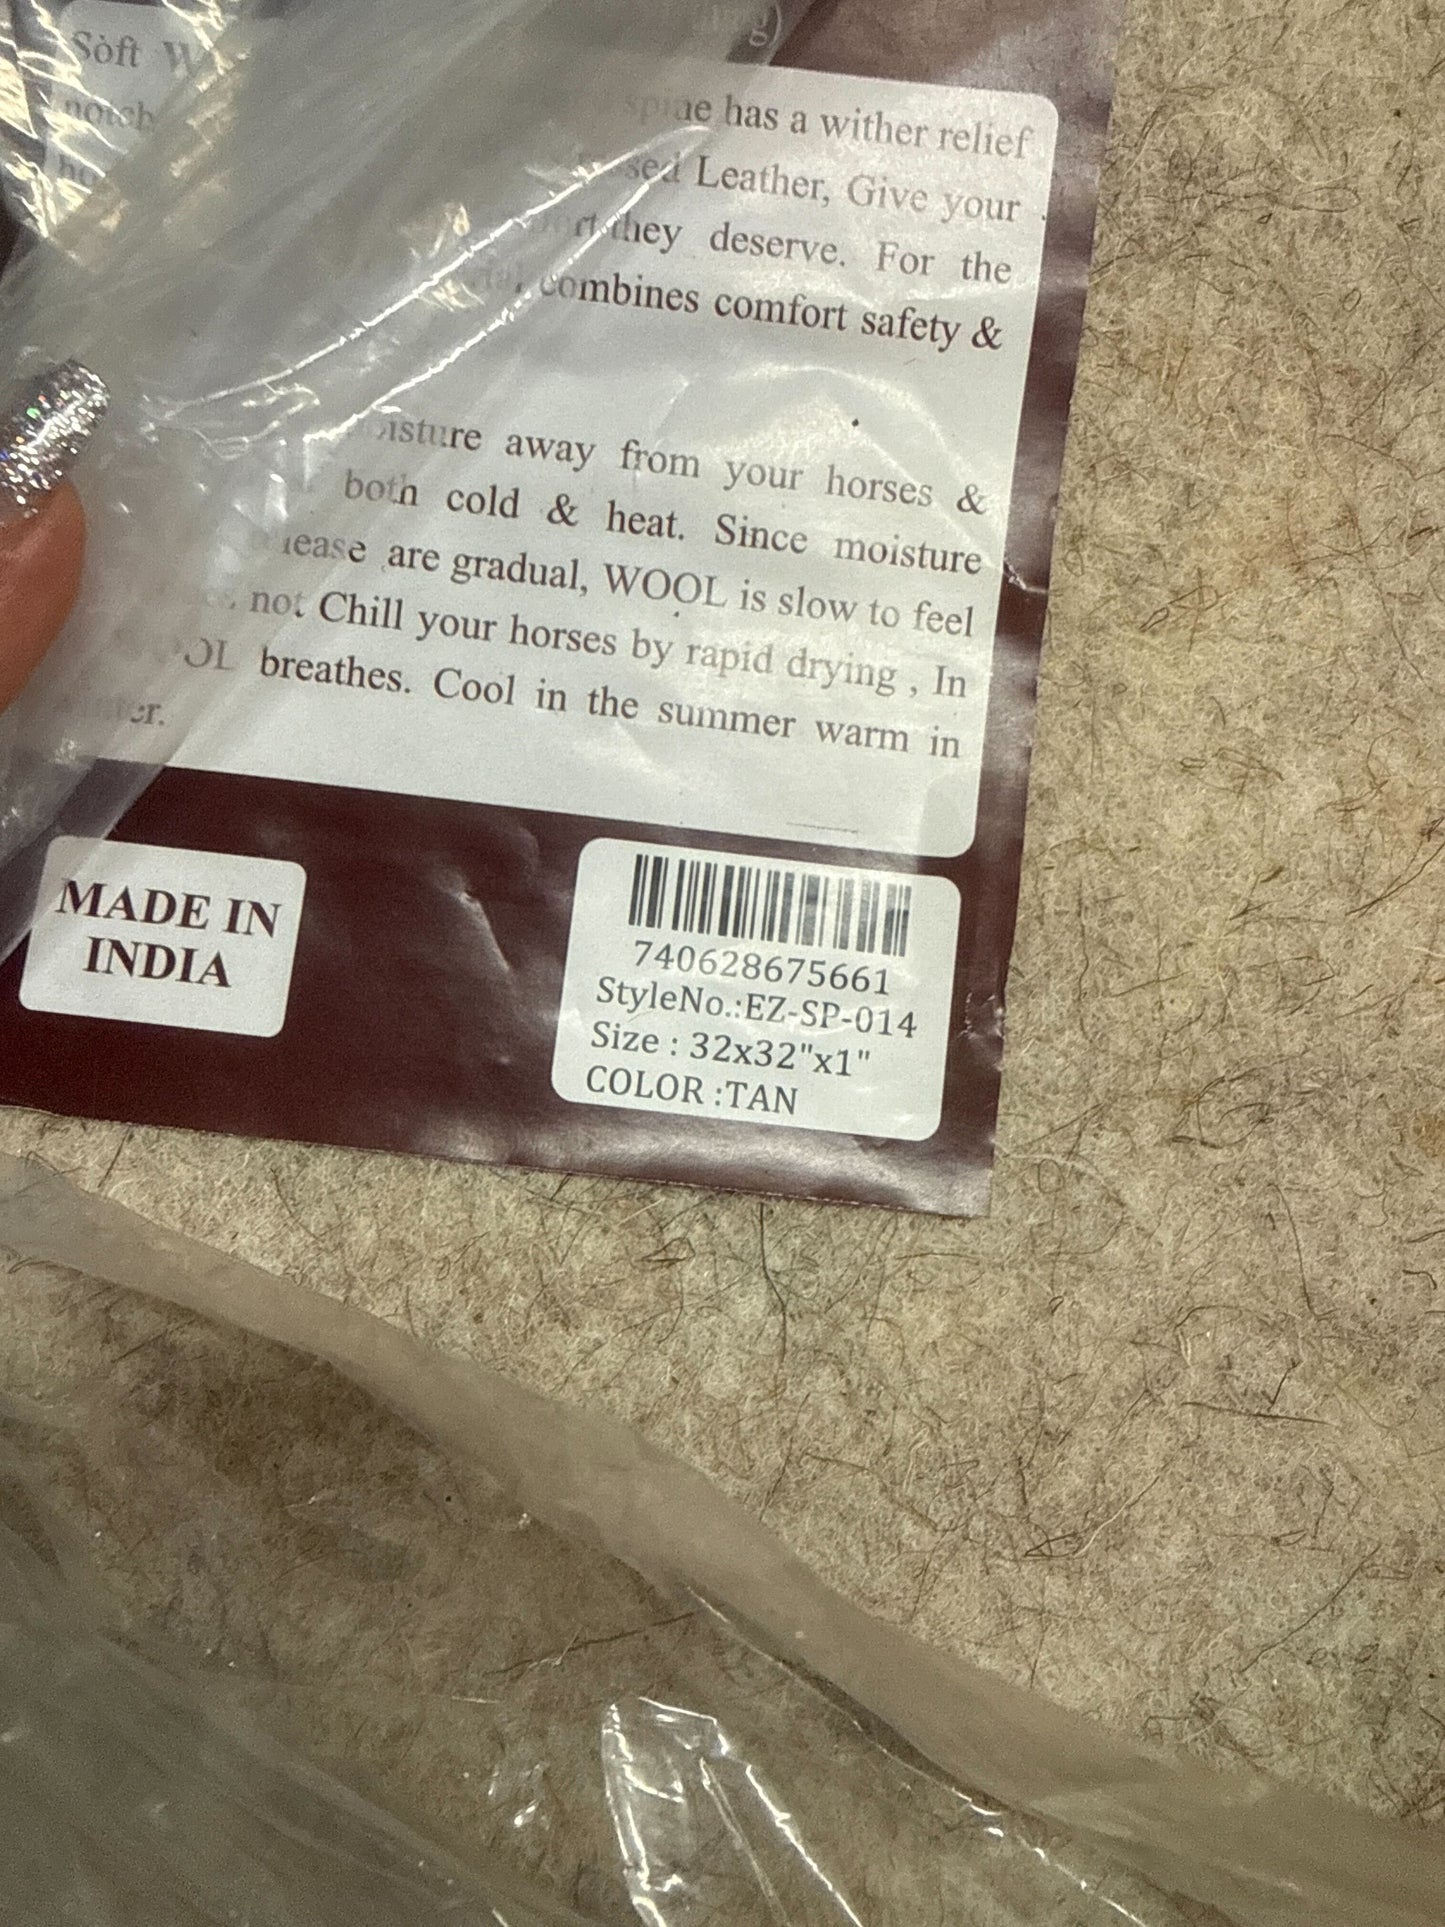 Soft
notch
has a wither relief
Leather, Give your
they deserve. For the
combines comfort safety &
away from your horses &
both cold & heat. Since moisture
are gradual, WOOL is slow to feel
not Chill your horses by rapid drying , In
breathes. Cool in the summer warm in
MADE IN
INDIA
740628675661
StyleNo.:EZ-SP-014
Size : 32x32"x1"
COLOR :TAN